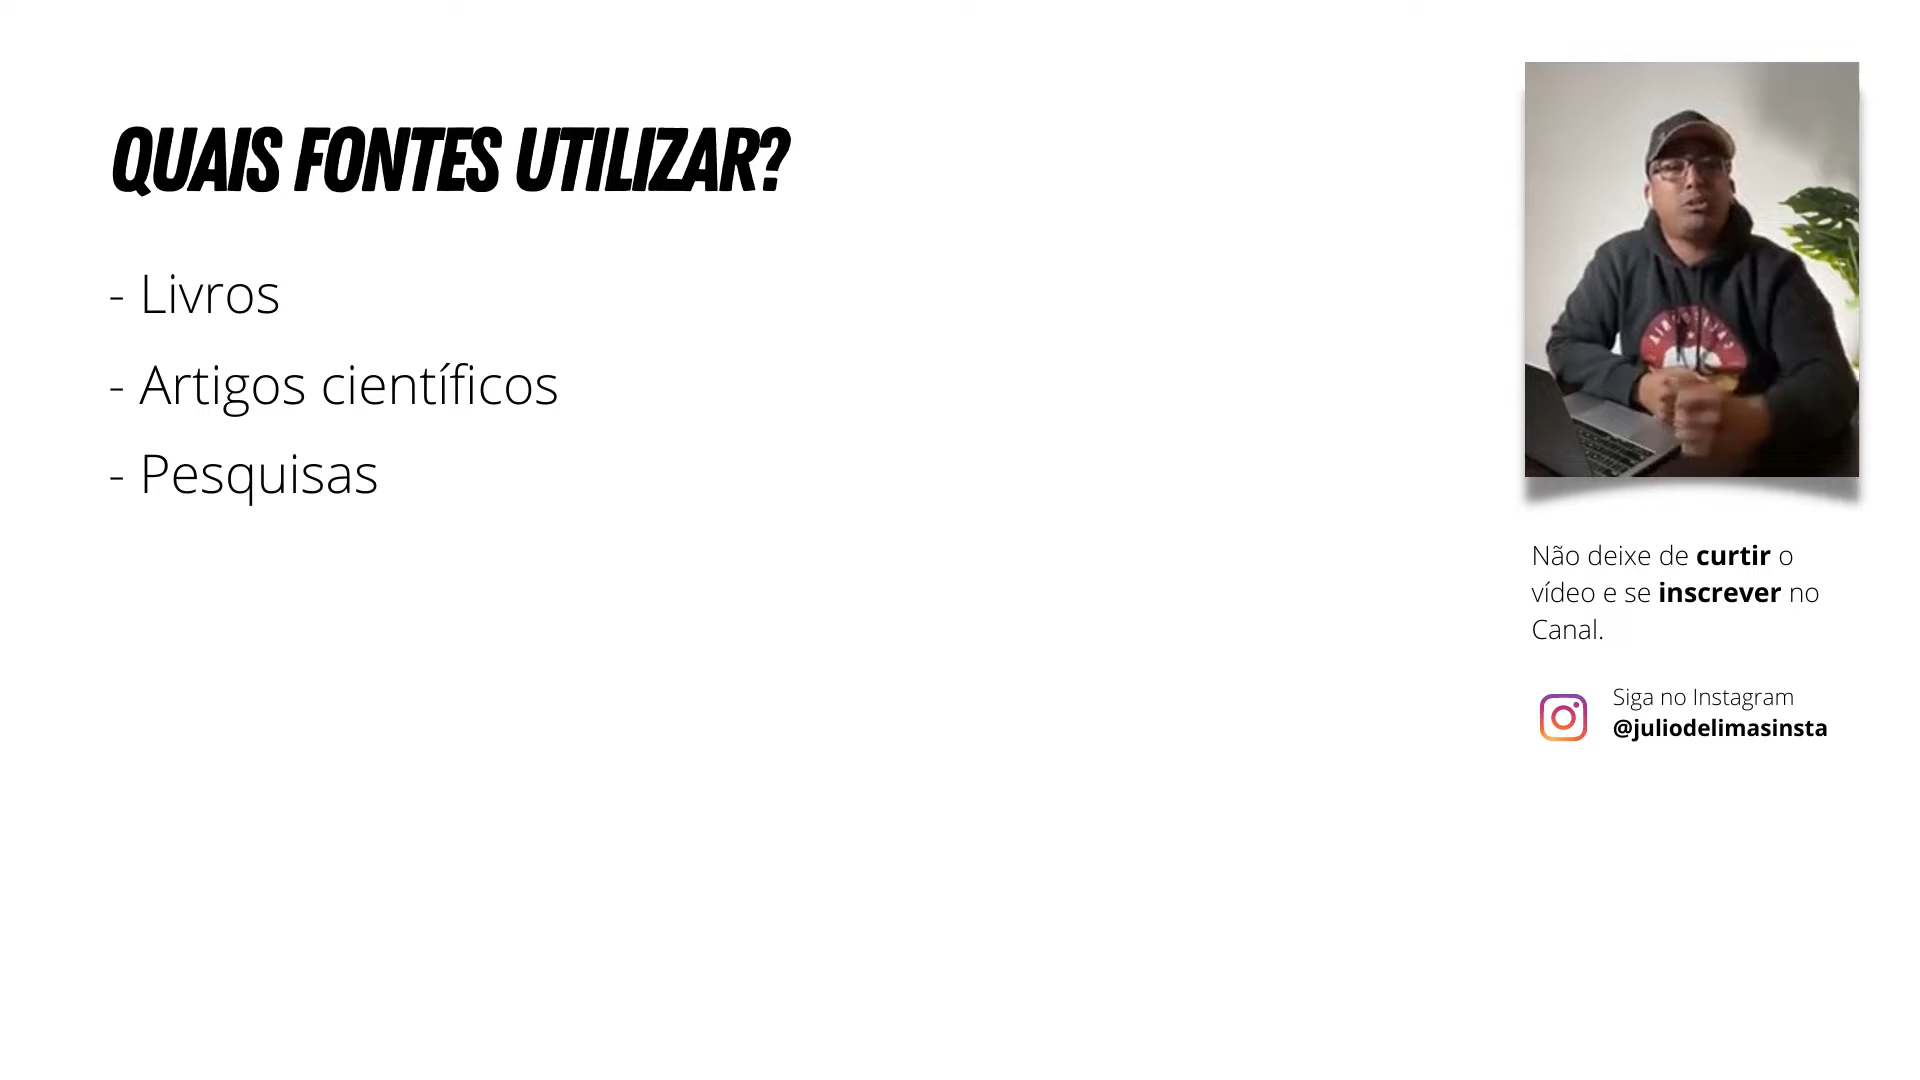 QUAIS FONTES UTILIZAR?
- Livros
- Artigos científicos
- Pesquisas
Não deixe de curtir o
vídeo e se inscrever no
Canal.
Siga no Instagram
@juliodelimasinsta